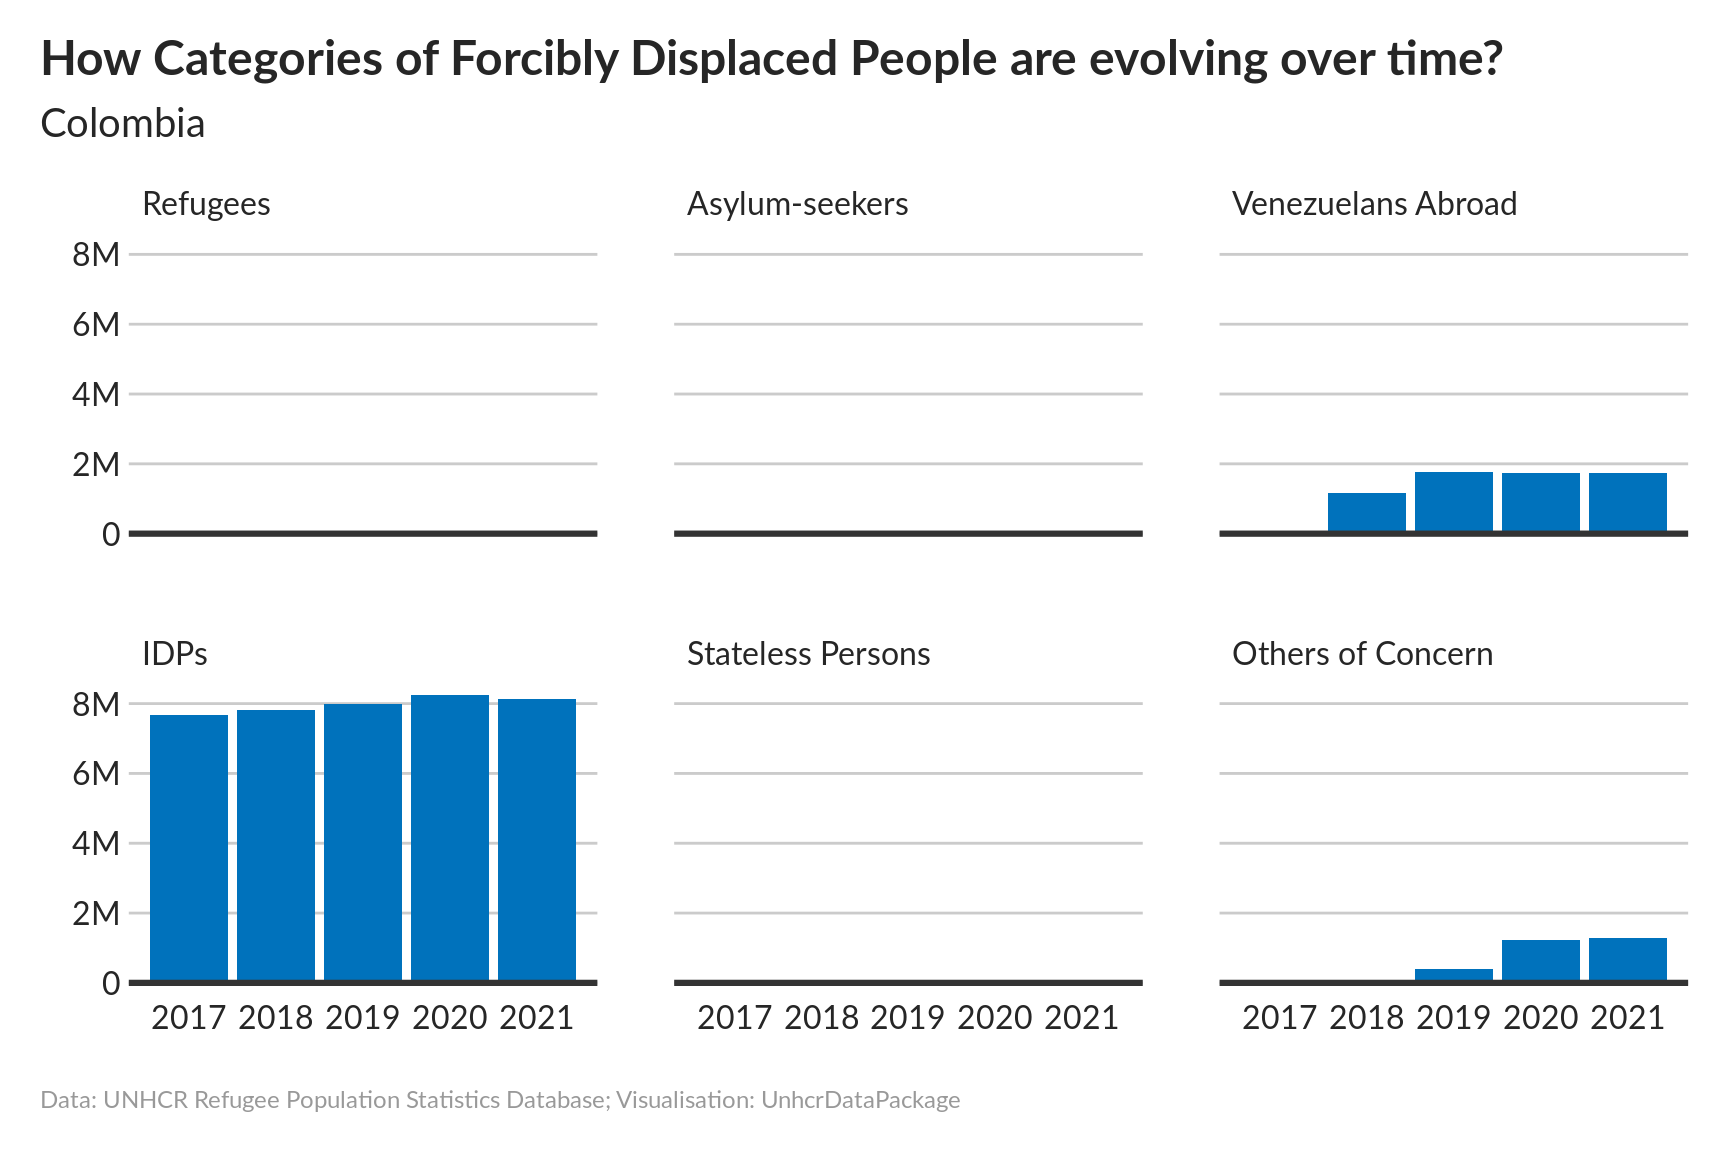 How Categories of Forcibly Displaced People are evolving over time?
Colombia
Refugees
Asylum-seekers
Venezuelans Abroad
8M
6M
4M
2M
0
IDPs
Stateless Persons
Others of Concern
8M
6M
4M
2M
0
2017 2018 2019 2020 2021
2017 2018 2019 2020 2021
2017 2018 2019 2020 2021
Data: UNHCR Refugee Population Statistics Database; Visualisation: UnhcrDataPackage